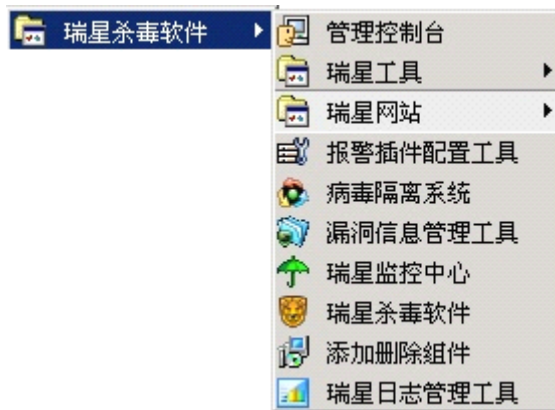 瑞星杀毒软件
管理控制台
瑞星工具
瑞星网站
报警插件配置工具
病毒隔离系统
漏洞信息管理工具
瑞星监控中心
瑞星杀毒软件
添加删除组件
瑞星日志管理工具